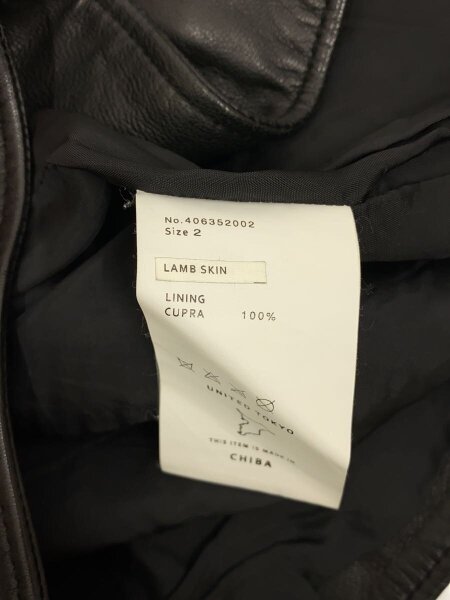 No.406352002
Size 2
LAMB SKIN
LINING
CUPRA 100%
UNITED TOKYO
THIS ITEM IS MADE IN
CHIBA